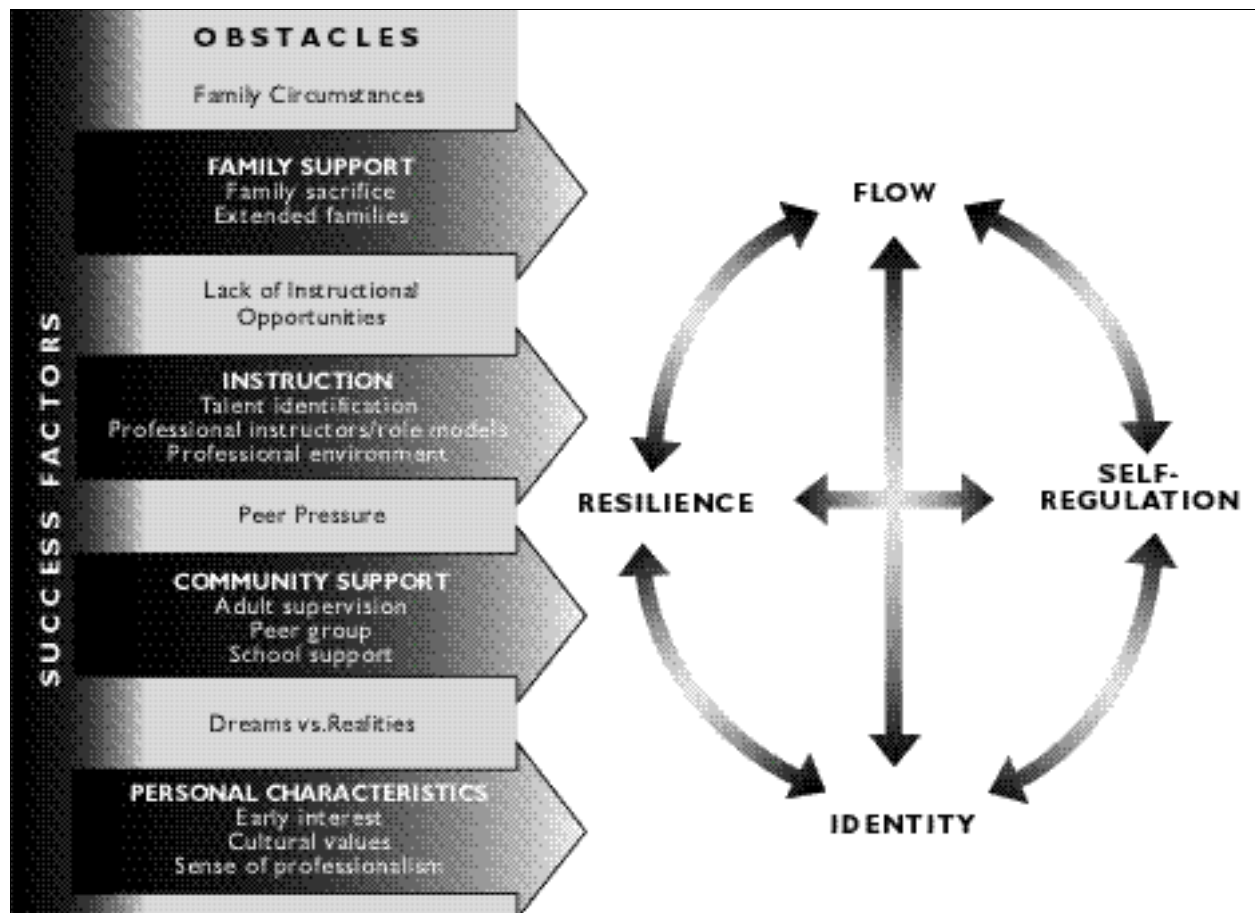 SUCCESS FACTORS
OBSTACLES
Family Circumstances
FAMILY SUPPORT
Family sacrifice
Extended families
Lack of Instructional
Opportunities
INSTRUCTION
Talent identification
Professional instructors/role models
Professional environment
Peer Pressure
COMMUNITY SUPPORT
Adult supervision
Peer group
School support
Dreams vs.Realities
PERSONAL CHARACTERISTICS
Early interest
Cultural values
Sense of professionalism
FLOW
RESILIENCE
SELF-
REGULATION
IDENTITY